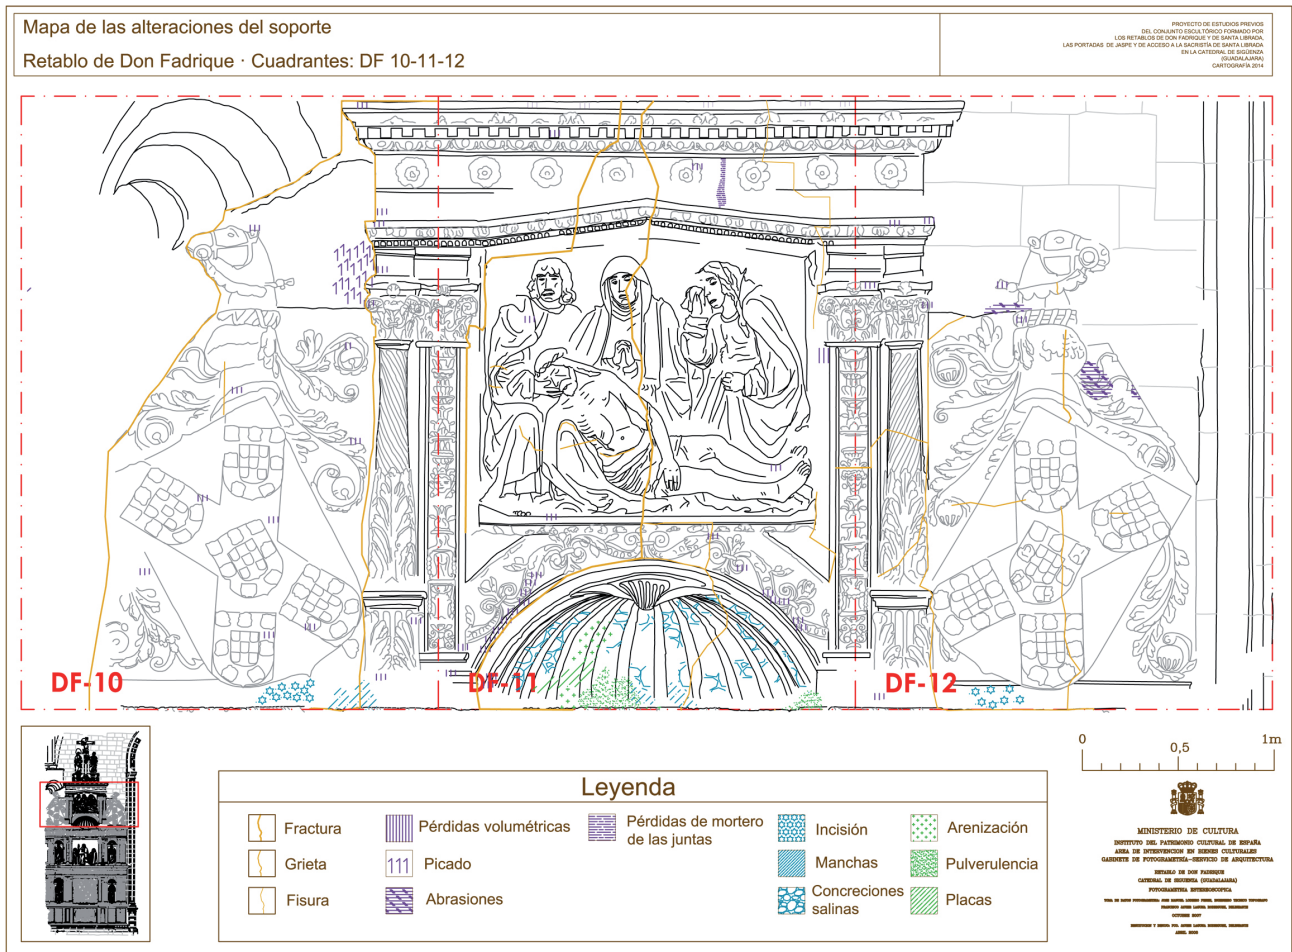 Mapa de las alteraciones del soporte
Retablo de Don Fadrique · Cuadrantes: DF 10-11-12
PROYECTO DE ESTUDIOS PREVIOS
DEL CONJUNTO ESCULTÓRICO FORMADO POR
LOS RETABLOS DE DON FADRIQUE Y DE SANTA LIBRADA,
LAS PORTADAS DE JASPE Y DE ACCESO A LA SACRISTÍA DE SANTA LIBRADA
EN LA CATEDRAL DE SIGÜENZA
(GUADALAJARA)
CARTOGRAFÍA 2014
DF-10
DF-11
DF-12
0
0,5
1m
Leyenda
Fractura
Grieta
Fisura
Pérdidas volumétricas
Picado
Abrasiones
Pérdidas de mortero
de las juntas
Incisión
Manchas
Concreciones
salinas
Arenización
Pulverulencia
Placas
MINISTERIO DE CULTURA
INSTITUTO DEL PATRIMONIO CULTURAL DE ESPAÑA
AREA DE INTERVENCION EN BIENES CULTURALES
GABINETE DE FOTOGRAMETRÍA-SERVICIO DE ARQUITECTURA
RETABLO DE DON FADRIQUE
CATEDRAL DE SIGUENZA (GUADALAJARA)
FOTOGRAMETRIA ESTEREOSCOPICA
OCTUBRE 2007